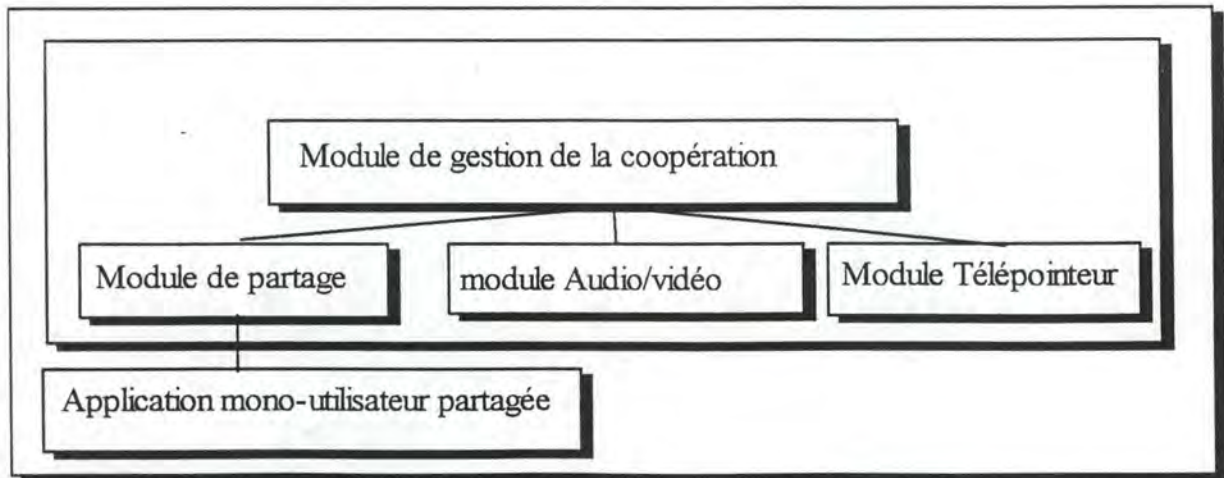 Module de gestion de la coopération
Module de partage
module Audio/vidéo
Module Télépointeur
Application mono-utilisateur partagée